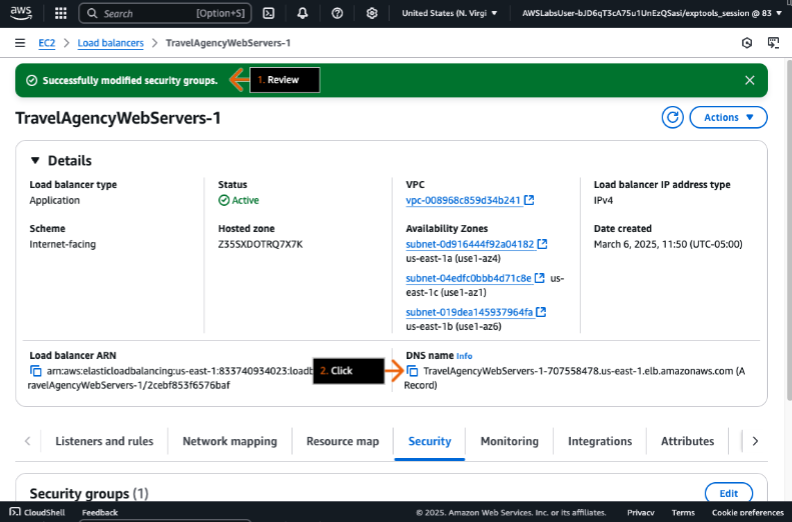 aws
Search [Option+S]
United States (N. Virgi
AWSLabsUser-bJD6qT3cA75u1UnEzQSasi/exptools_session @ 83
EC2 > Load balancers > TravelAgencyWebServers-1
Successfully modified security groups.
1. Review
TravelAgencyWebServers-1
Actions
Details
Load balancer type
Application
Status
Active
VPC
vpc-008968c859d34b241
Load balancer IP address type
IPv4
Scheme
Internet-facing
Hosted zone
Z35SXDOTRQ7X7K
Availability Zones
subnet-0d916444f92a04182
us-east-1a (use1-az4)
subnet-04edfc0bbb4d71c8e us-
east-1c (use1-az1)
subnet-019dea145937964fa
us-east-1b (use1-az6)
Date created
March 6, 2025, 11:50 (UTC-05:00)
Load balancer ARN
arn:aws:elasticloadbalancing:us-east-1:833740934023:loadb
ravelAgencyWebServers-1/2cebf853f6576baf
2. Click
DNS name Info
TravelAgencyWebServers-1-707558478.us-east-1.elb.amazonaws.com (A
Record)
Listeners and rules
Network mapping
Resource map
Security
Monitoring
Integrations
Attributes
Security groups (1)
Edit
CloudShell Feedback
© 2025, Amazon Web Services, Inc. or its affiliates.
Privacy Terms Cookie preferences